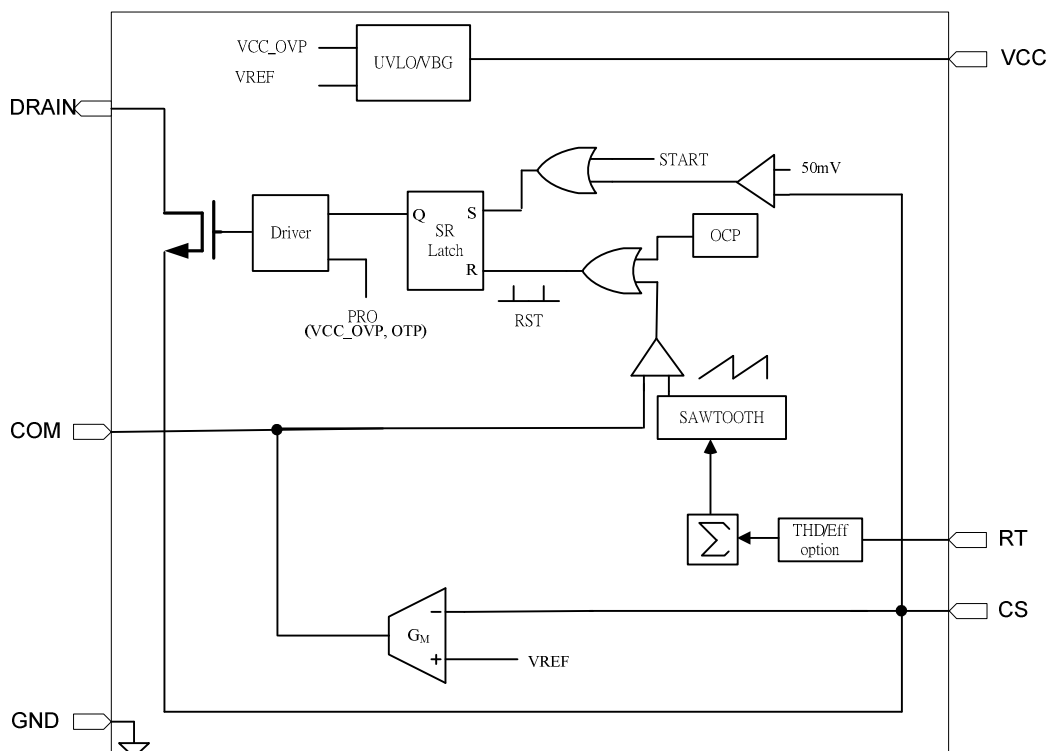 VCC_OVP
UVLO/VBG
VCC
VREF
DRAIN
START
50mV
Q
S
SR
Latch
R
Driver
OCP
PRO
(VCC_OVP, OTP)
RST
SAWTOOTH
COM
Σ
THD/Eff
option
RT
CS
−
GM
+
VREF
GND